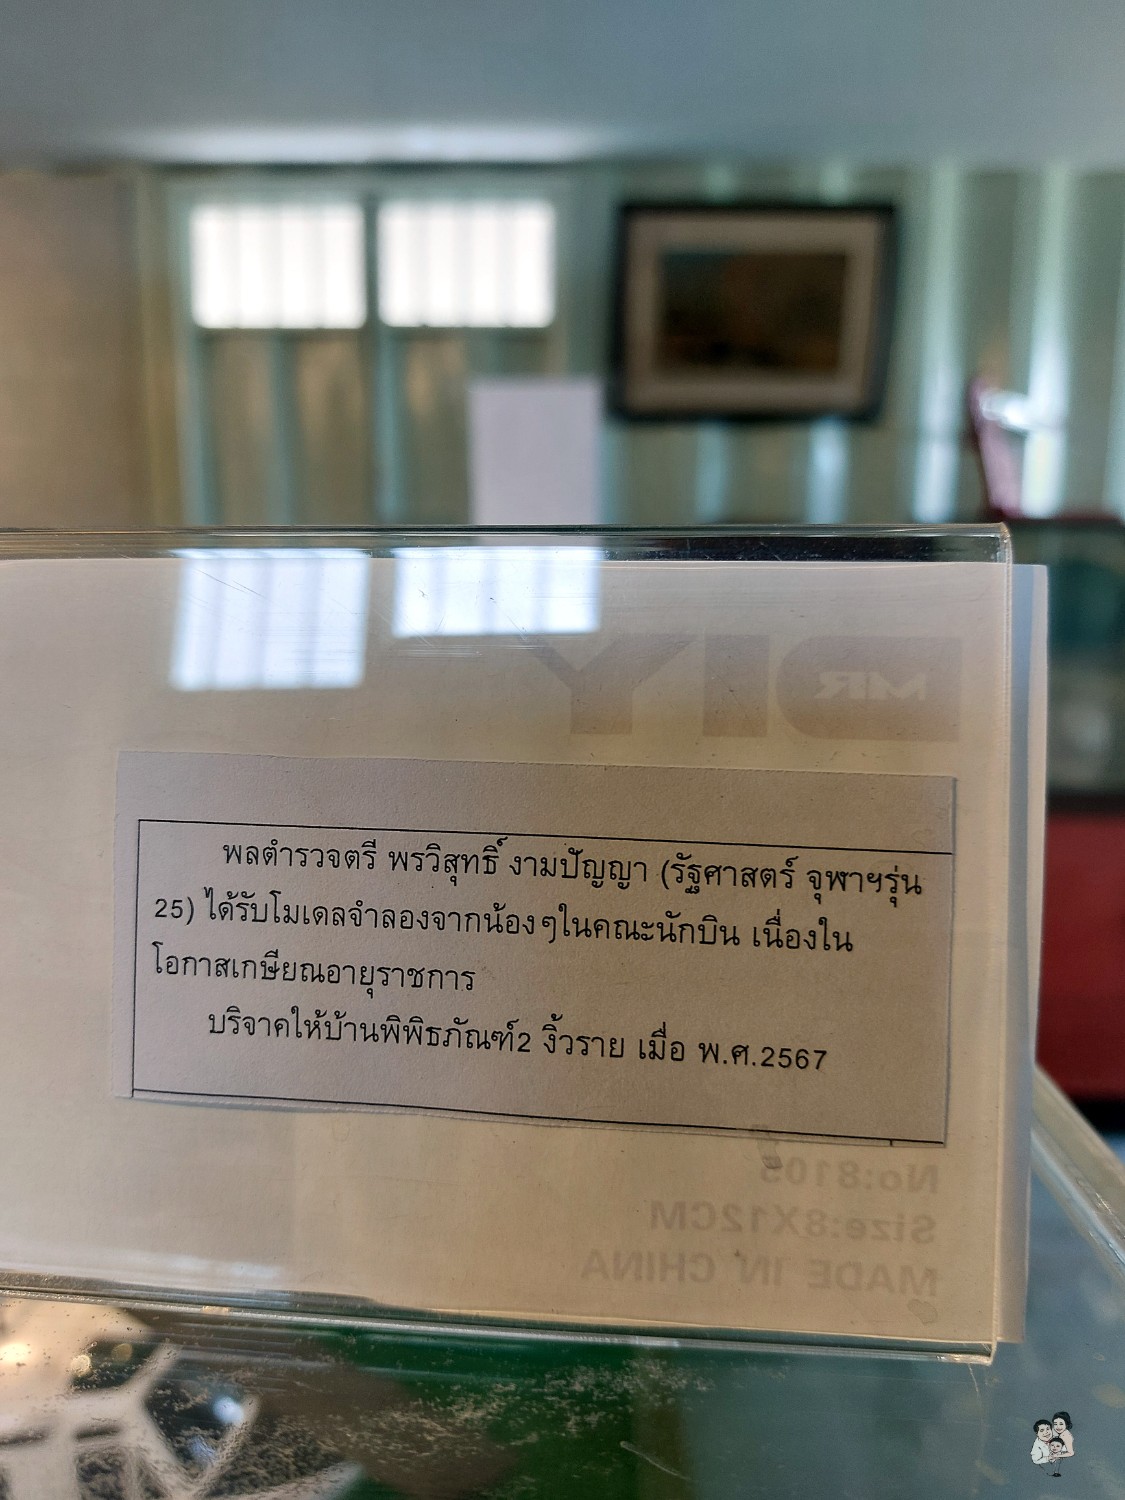 DIY
MR
พลตำรวจตรี พรวิสุทธิ์ งามปัญญา (รัฐศาสตร์ จุฬาฯรุ่น
25) ได้รับโมเดลจำลองจากน้องๆในคณะนักบิน เนื่องใน
โอกาสเกษียณอายุราชการ
บริจาคให้บ้านพิพิธภัณฑ์2 งิ้วราย เมื่อ พ.ศ.2567
No:8105
Size:8X12CM
MADE IN CHINA